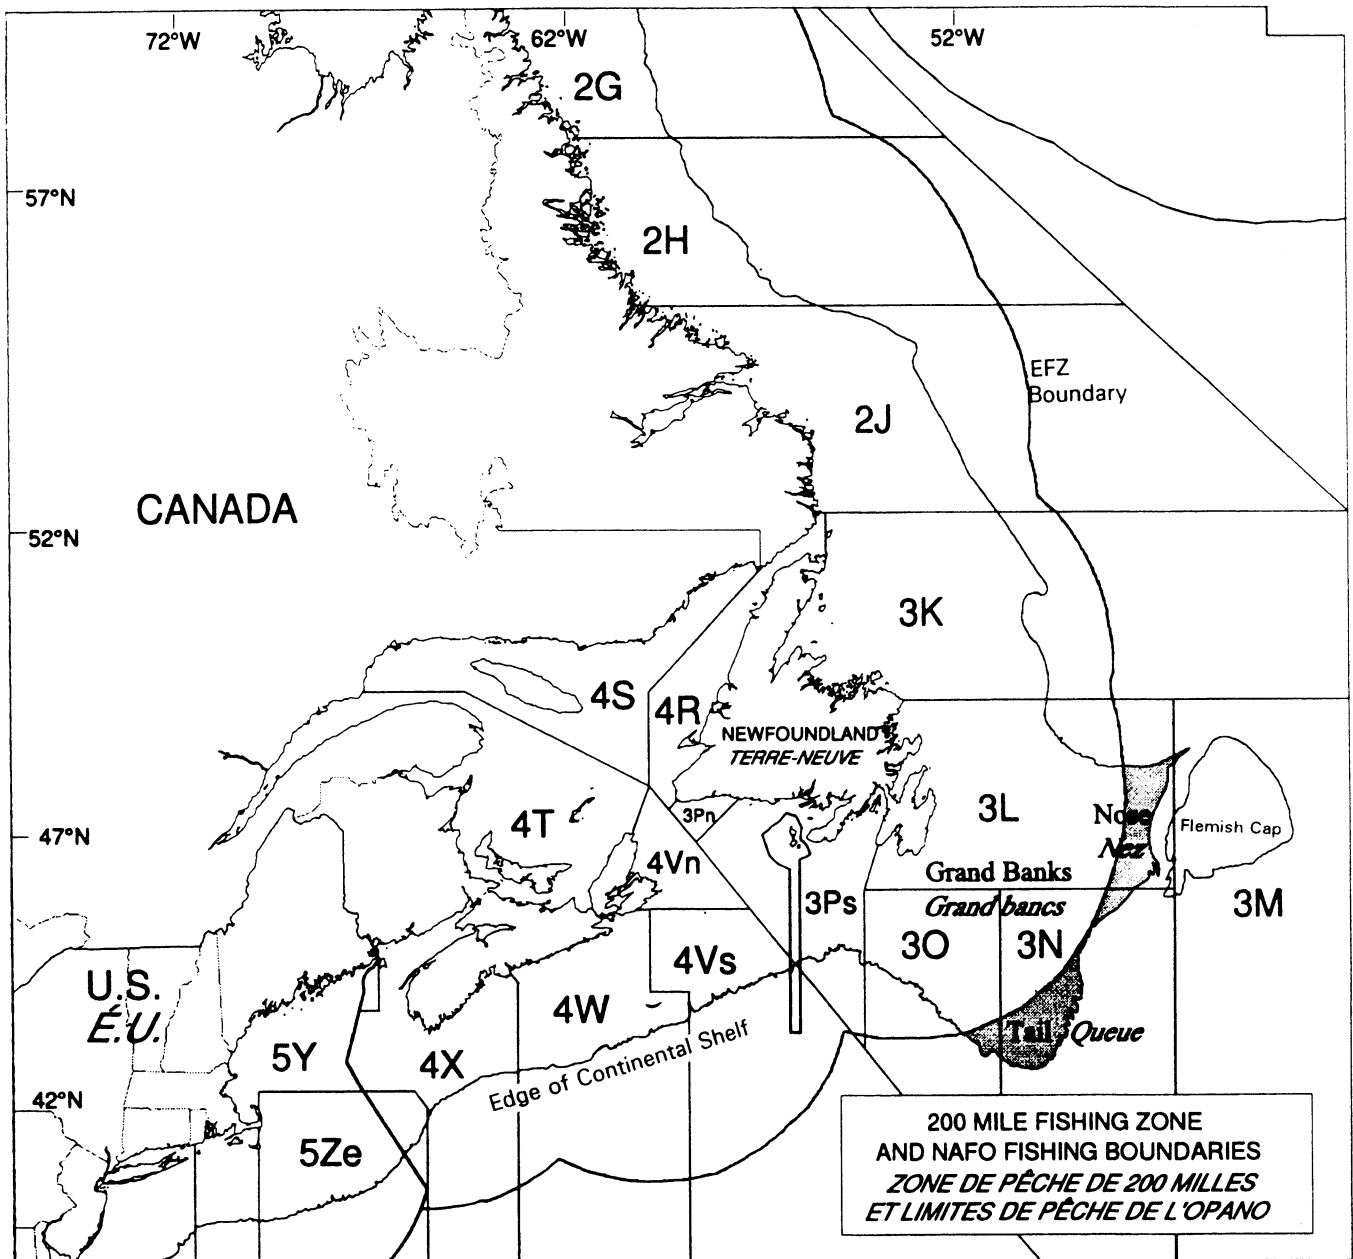 72°W
62°W
52°W
2G
57°N
2H
EFZ
Boundary
2J
CANADA
52°N
3K
4S
4R
NEWFOUNDLAND
TERRE-NEUVE
4T
3Pn
3L
Nose
Nez
Flemish Cap
47°N
4Vn
Grand Banks
Grand bancs
3Ps
3M
3O
3N
4Vs
U.S.
É.U.
4W
Tail
Queue
5Y
4X
Edge of Continental Shelf
42°N
5Ze
200 MILE FISHING ZONE
AND NAFO FISHING BOUNDARIES
ZONE DE PÊCHE DE 200 MILLES
ET LIMITES DE PÊCHE DE L'OPANO